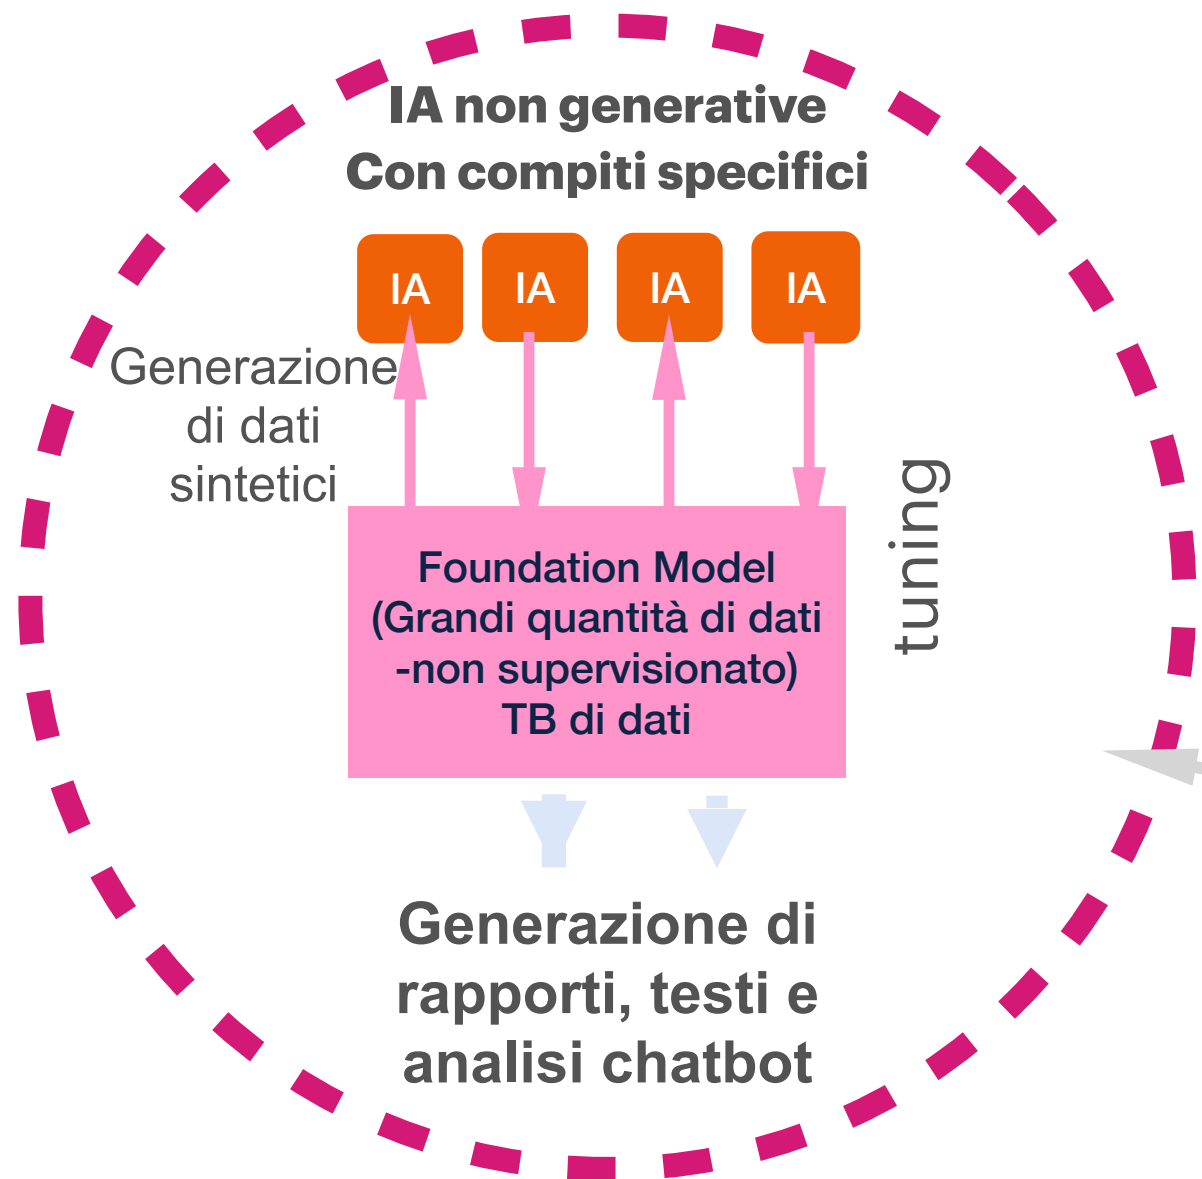 IA non generative
Con compiti specifici
IA IA IA IA
Generazione
di dati
sintetici
tuning
Foundation Model
(Grandi quantità di dati
-non supervisionato)
TB di dati
Generazione di
rapporti, testi e
analisi chatbot